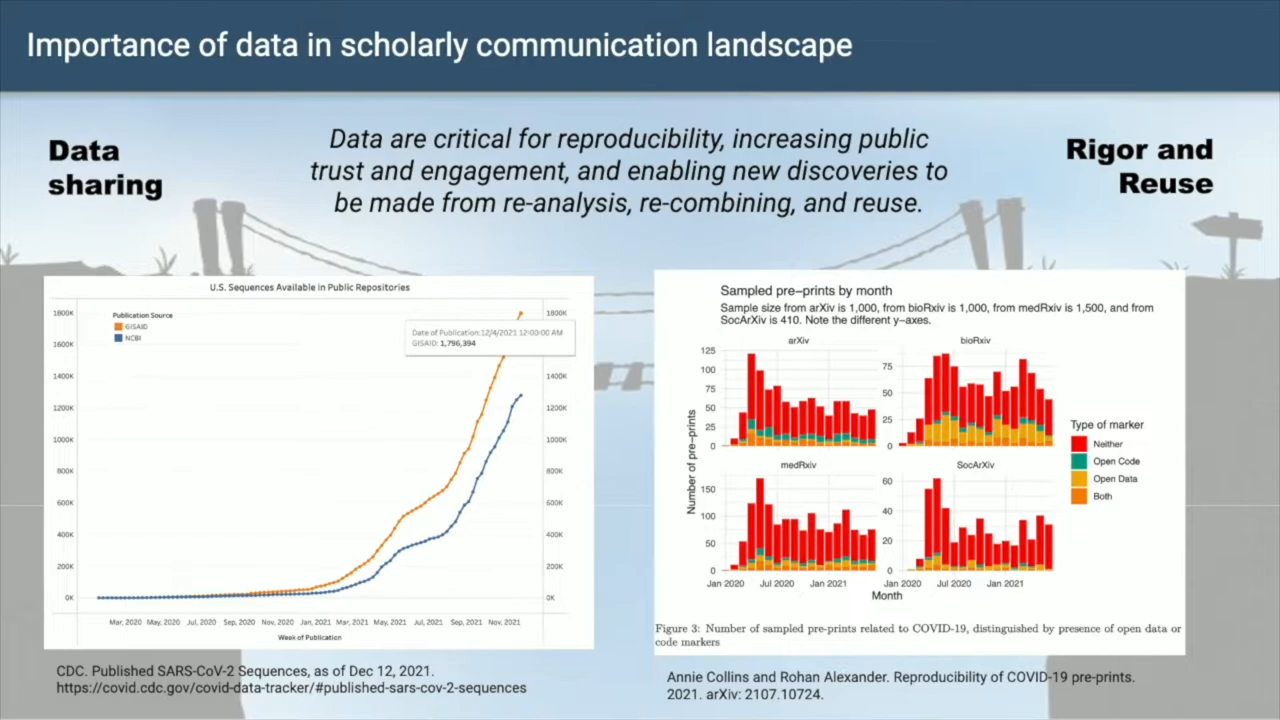 Importance of data in scholarly communication landscape
Data
sharing
Data are critical for reproducibility, increasing public
trust and engagement, and enabling new discoveries to
be made from re-analysis, re-combining, and reuse.
Rigor and
Reuse
U.S. Sequences Available in Public Repositories
Publication Source
GISAID
NCBI
Date of Publication:12/4/2021 12:00:00 AM
GISAID: 1,796,394
1800K
1600K
1400K
1200K
1000K
800K
600K
400K
200K
0K
1800K
1400K
1200K
1000K
800K
600K
400K
200K
0K
Mar, 2020 May, 2020 Jul, 2020 Sep, 2020 Nov, 2020 Jan, 2021 Mar, 2021 May, 2021 Jul, 2021 Sep, 2021 Nov, 2021
Week of Publication
CDC. Published SARS-CoV-2 Sequences, as of Dec 12, 2021.
https://covid.cdc.gov/covid-data-tracker/#published-sars-cov-2-sequences
Sampled pre–prints by month
Sample size from arXiv is 1,000, from bioRxiv is 1,000, from medRxiv is 1,500, and from
SocArXiv is 410. Note the different y–axes.
arXiv
125
100
75
50
25
0
bioRxiv
75
50
25
0
medRxiv
150
100
50
0
SocArXiv
60
40
20
0
Number of pre–prints
Jan 2020 Jul 2020 Jan 2021
Jan 2020 Jul 2020 Jan 2021
Month
Type of marker
Neither
Open Code
Open Data
Both
Figure 3: Number of sampled pre-prints related to COVID-19, distinguished by presence of open data or
code markers
Annie Collins and Rohan Alexander. Reproducibility of COVID-19 pre-prints.
2021. arXiv: 2107.10724.